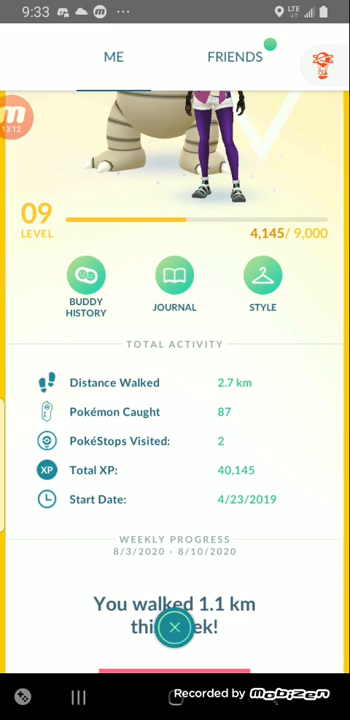 9:33
LTE
ME
FRIENDS
13:12
09
LEVEL
4,145/ 9,000
BUDDY
HISTORY
JOURNAL
STYLE
TOTAL ACTIVITY
Distance Walked 2.7 km
Pokémon Caught 87
PokéStops Visited: 2
XP Total XP: 40,145
Start Date: 4/23/2019
WEEKLY PROGRESS
8/3/2020 - 8/10/2020
You walked 1.1 km
Recorded by Mobizen